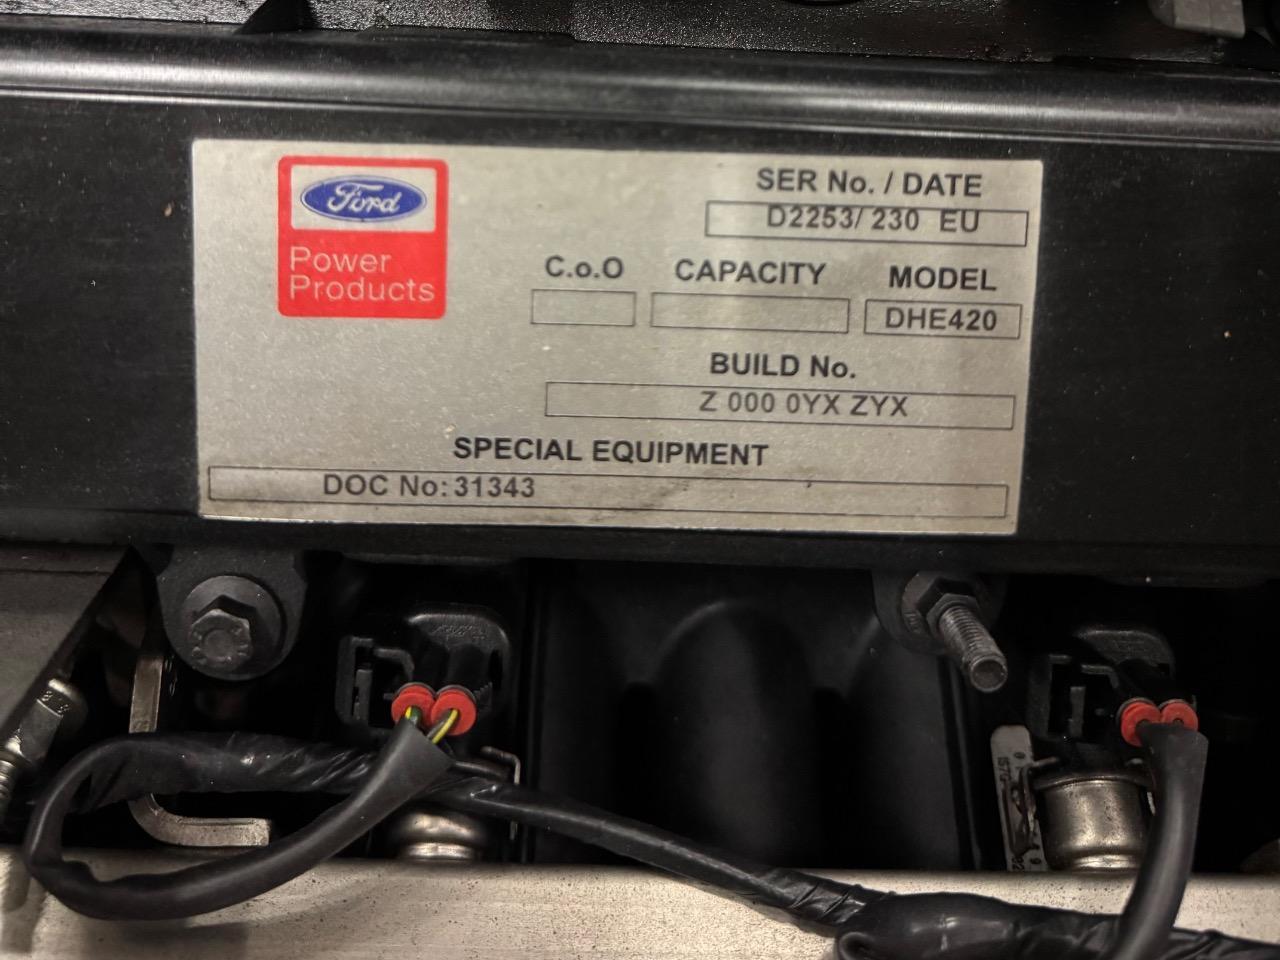 Ford
Power
Products
SER No. / DATE
D2253/ 230 EU
C.o.O CAPACITY MODEL
DHE420
BUILD No.
Z 000 0YX ZYX
SPECIAL EQUIPMENT
DOC No: 31343